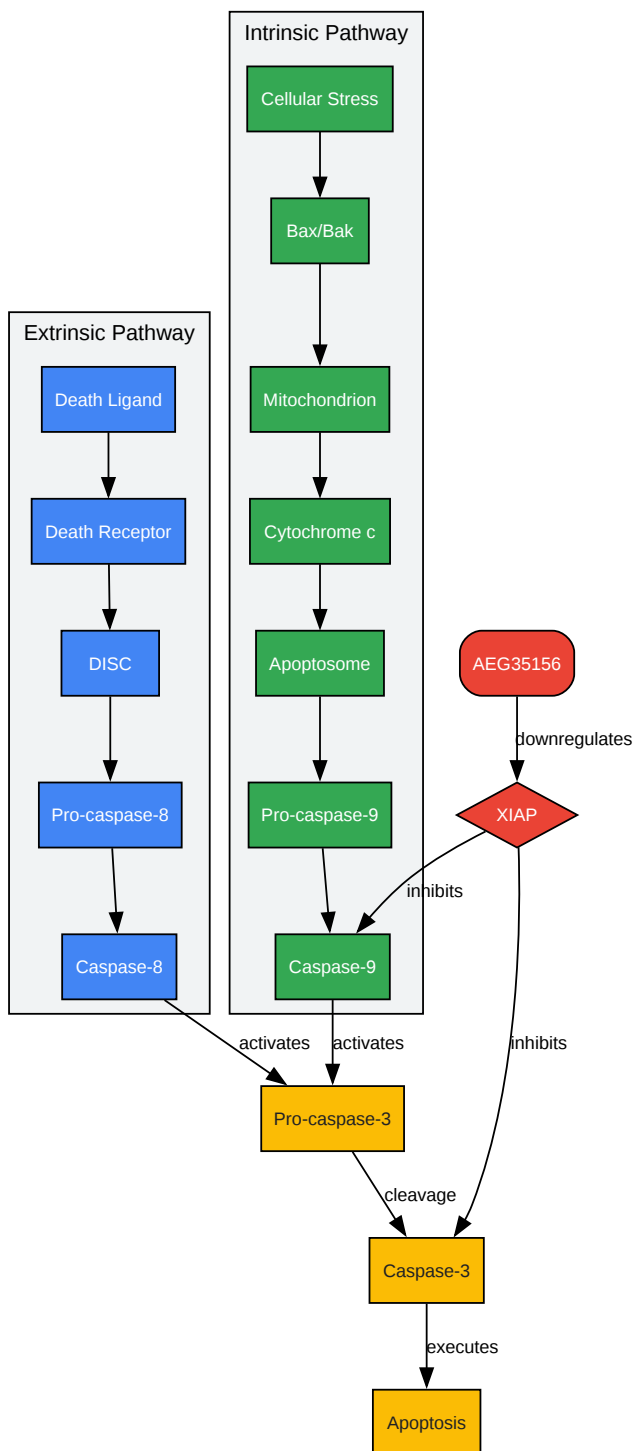 Intrinsic Pathway
Cellular Stress
Bax/Bak
Extrinsic Pathway
Death Ligand
Mitochondrion
Death Receptor
Cytochrome c
DISC
Apoptosome
AEG35156
downregulates
Pro-caspase-8
Pro-caspase-9
XIAP
inhibits
Caspase-8
Caspase-9
activates
activates
inhibits
Pro-caspase-3
cleavage
Caspase-3
executes
Apoptosis